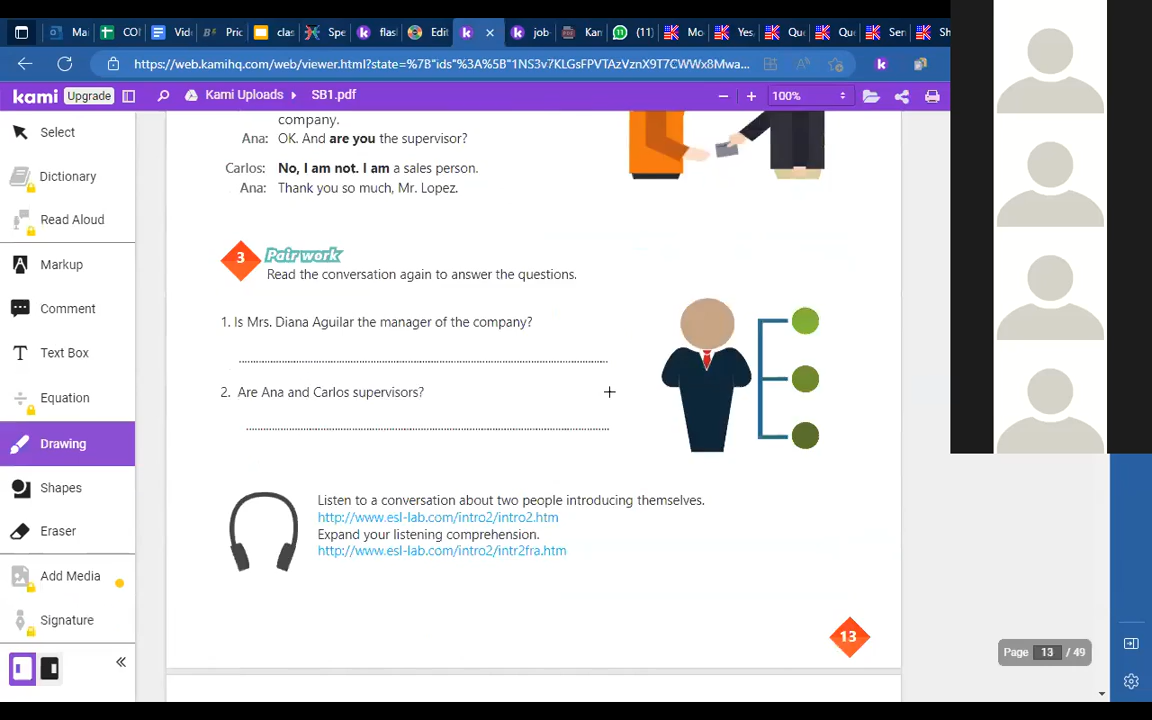 Ma
COI
Vide
Pric
clas
Spe
flas
Edit
job
Kan
(11)
Mo
Yes,
Que
Que
Sen
Sh
https://web.kamihq.com/web/viewer.html?state=%7B"ids"%3A%5B"1NS3v7KLGsFPVTAzVznX9T7CWWx8Mwa...
kami Upgrade Kami Uploads SB1.pdf 100%
Select
Dictionary
Read Aloud
Markup
Comment
Text Box
Equation
Drawing
Shapes
Eraser
Add Media
Signature
company.
Ana: OK. And are you the supervisor?
Carlos: No, I am not. I am a sales person.
Ana: Thank you so much, Mr. Lopez.
3 Pair work
Read the conversation again to answer the questions.
1. Is Mrs. Diana Aguilar the manager of the company?
2. Are Ana and Carlos supervisors?
Listen to a conversation about two people introducing themselves.
http://www.esl-lab.com/intro2/intro2.htm
Expand your listening comprehension.
http://www.esl-lab.com/intro2/intr2fra.htm
13
Page 13 / 49